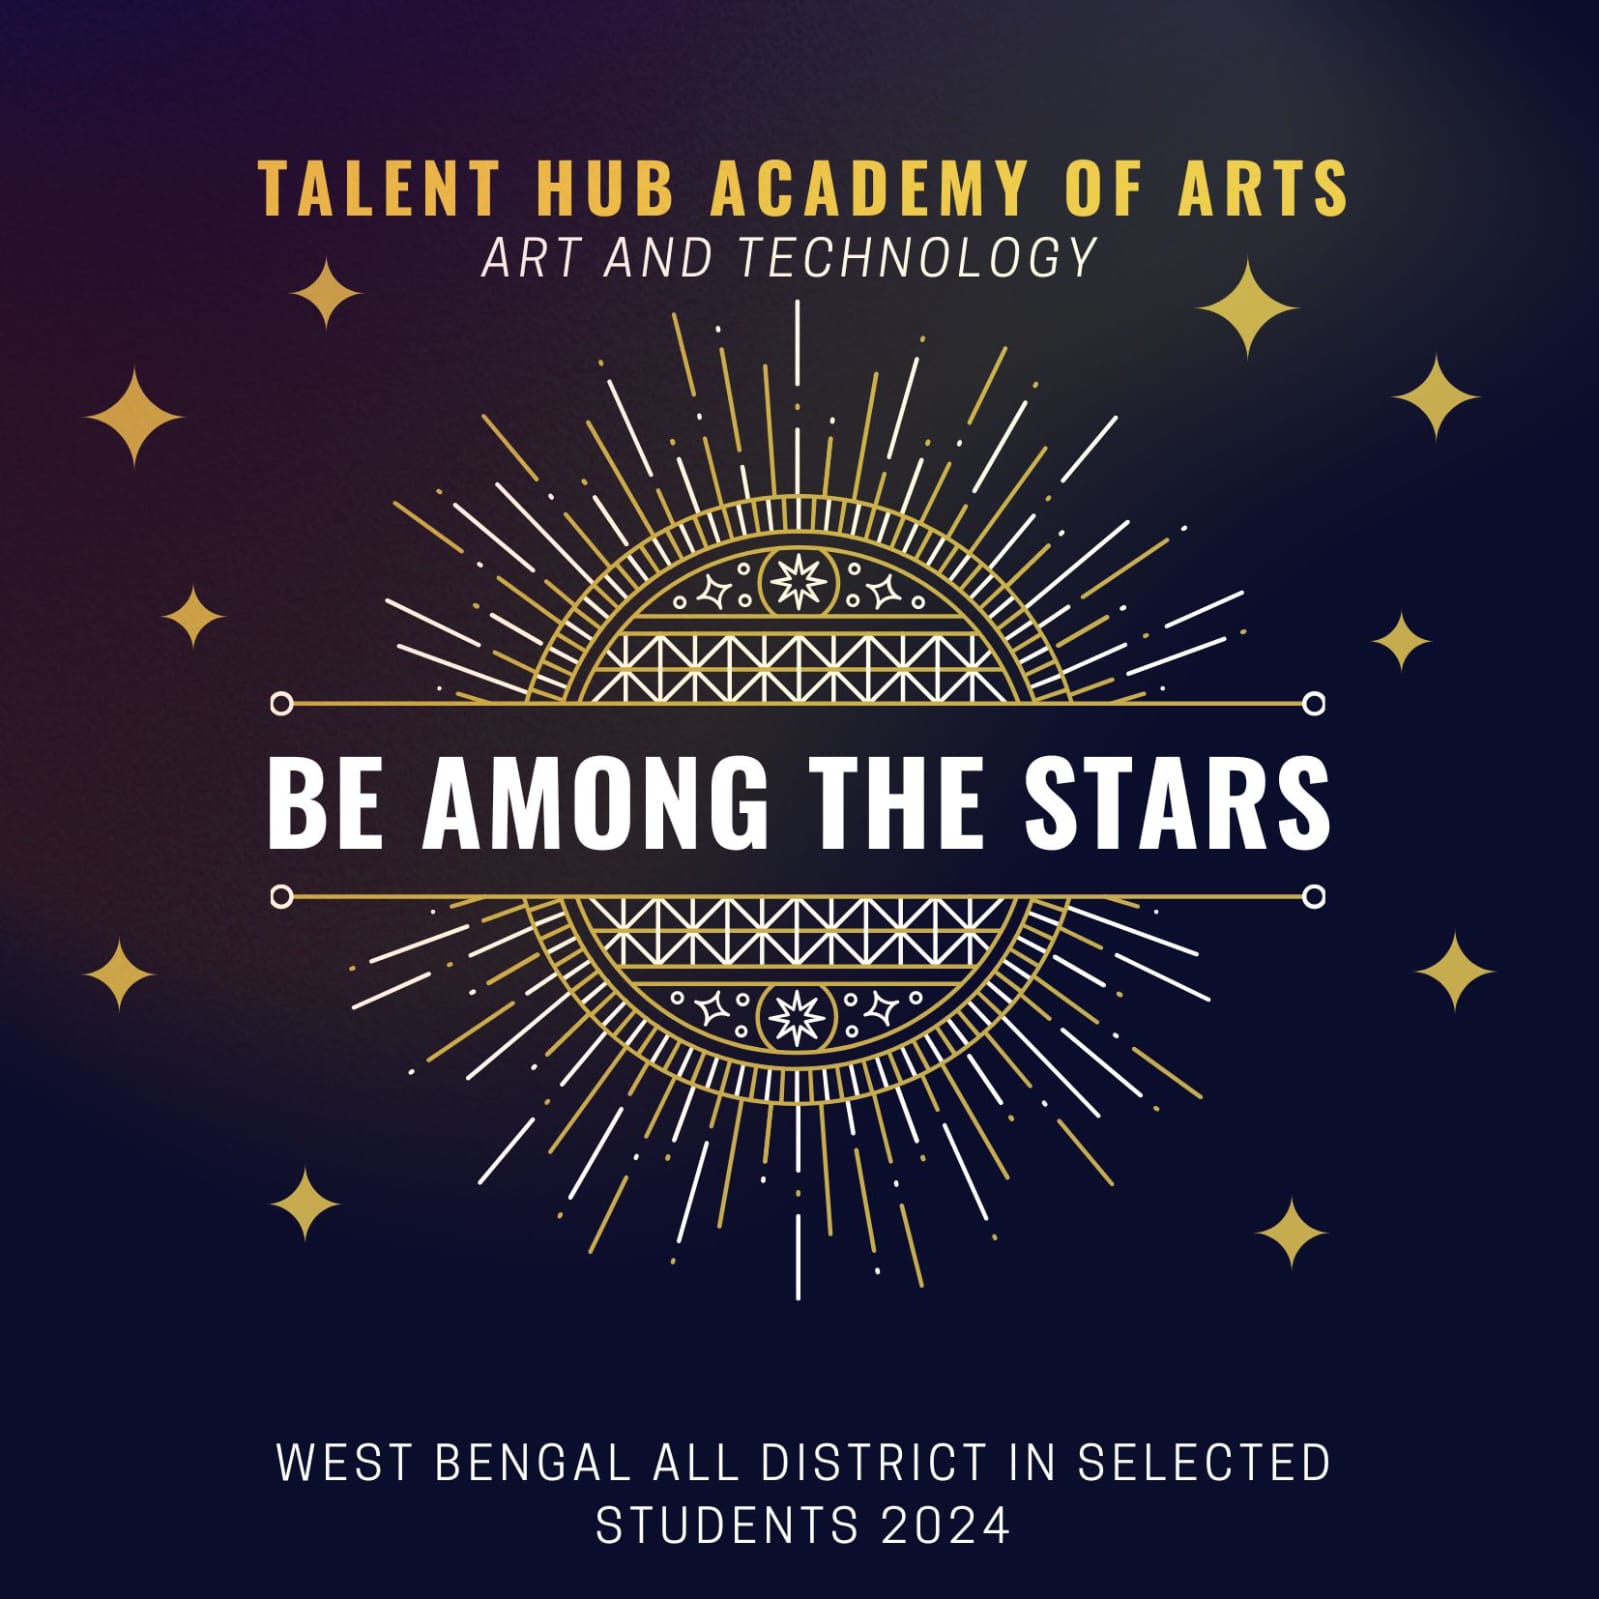 TALENT HUB ACADEMY OF ARTS
ART AND TECHNOLOGY
BE AMONG THE STARS
WEST BENGAL ALL DISTRICT IN SELECTED
STUDENTS 2024